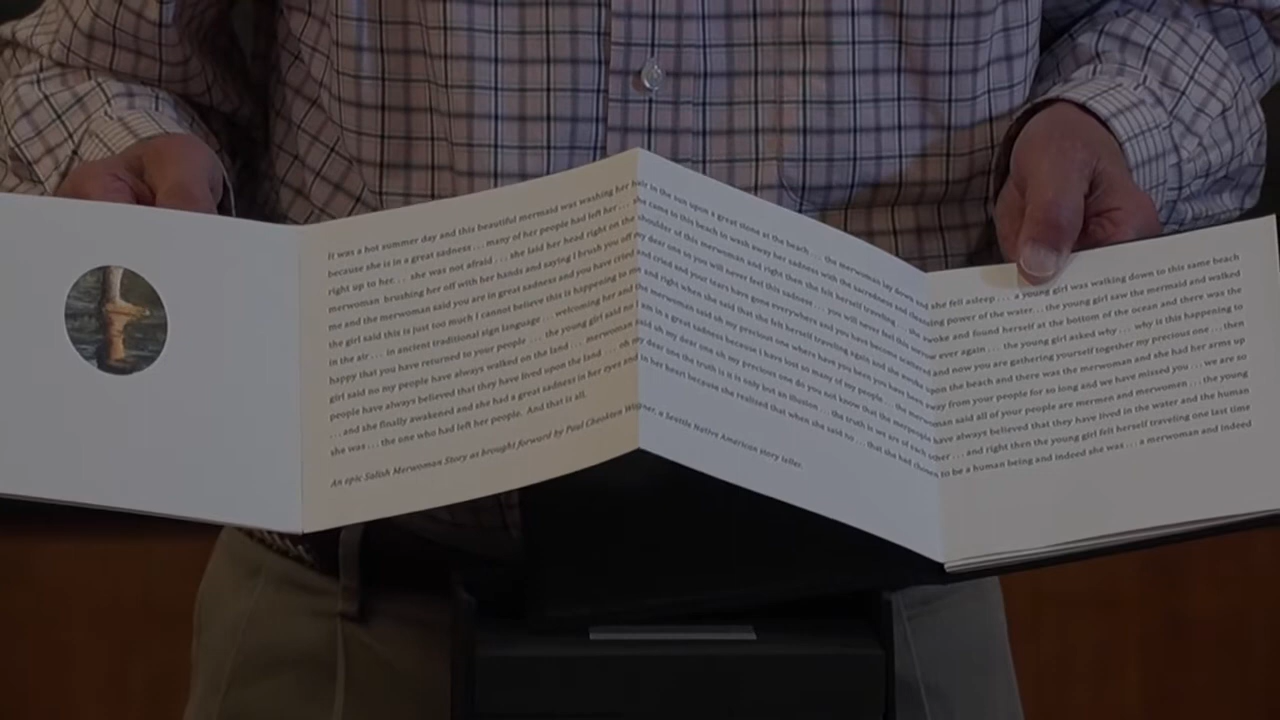 It was a hot summer day and this beautiful mermaid was washing her hair in the sun upon a great stone at the beach ... the merwoman lay down and she fell asleep ... a young girl was walking down to this same beach
because she is in a great sadness ... many of her people had left her ... she came to this beach to wash away her sadness with the sacredness and cleansing power of the water ... the young girl saw the mermaid and walked
right up to her. .. she was not afraid ... she laid her head right on the shoulder of this merwoman and right then she felt herself traveling ... she awoke and found herself at the bottom of the ocean and there was the
merwoman brushing her off with her hands and saying I brush you off my dear one so you will never feel this sadness ... you will never feel this sorrow ever again ... the young girl asked why ... why is this happening to
me and the merwoman said you are in great sadness and you have cried and cried and your tears have gone everywhere and you have become scattered and now you are gathering yourself together my precious one ... then
the girl said this is just too much I cannot believe this is happening to me and right when she said that she felt herself traveling again and she awoke upon the beach and there was the merwoman and she had her arms up
in the air ... in ancient traditional sign language ... welcoming her and the merwoman said oh my precious one where have you been you have been away from your people for so long and we have missed you ... we are so
happy that you have returned to your people ... the young girl said no in a great sadness because I have lost so many of my people ... the merwoman said all of your people are mermen and merwomen ... the young
girl said no my people have always walked on the land ... merwoman said oh my dear one oh my precious one do you not know that the merpeople have always believed that they have lived in the water and the human
people have always believed that they have lived upon the land ... oh my dear one the truth is it is only but an illusion ... the truth is we are of each other ... and right then the young girl felt herself traveling one last time
... and she finally awakened and she had a great sadness in her eyes and in her heart because she realized that when she said no ... that she had chosen to be a human being and indeed she was ... a merwoman and indeed
she was ... the one who had left her people. And that is all.
An epic Salish Merwoman Story as brought forward by Paul Cheoketen Wagner, a Seattle Native American story teller.